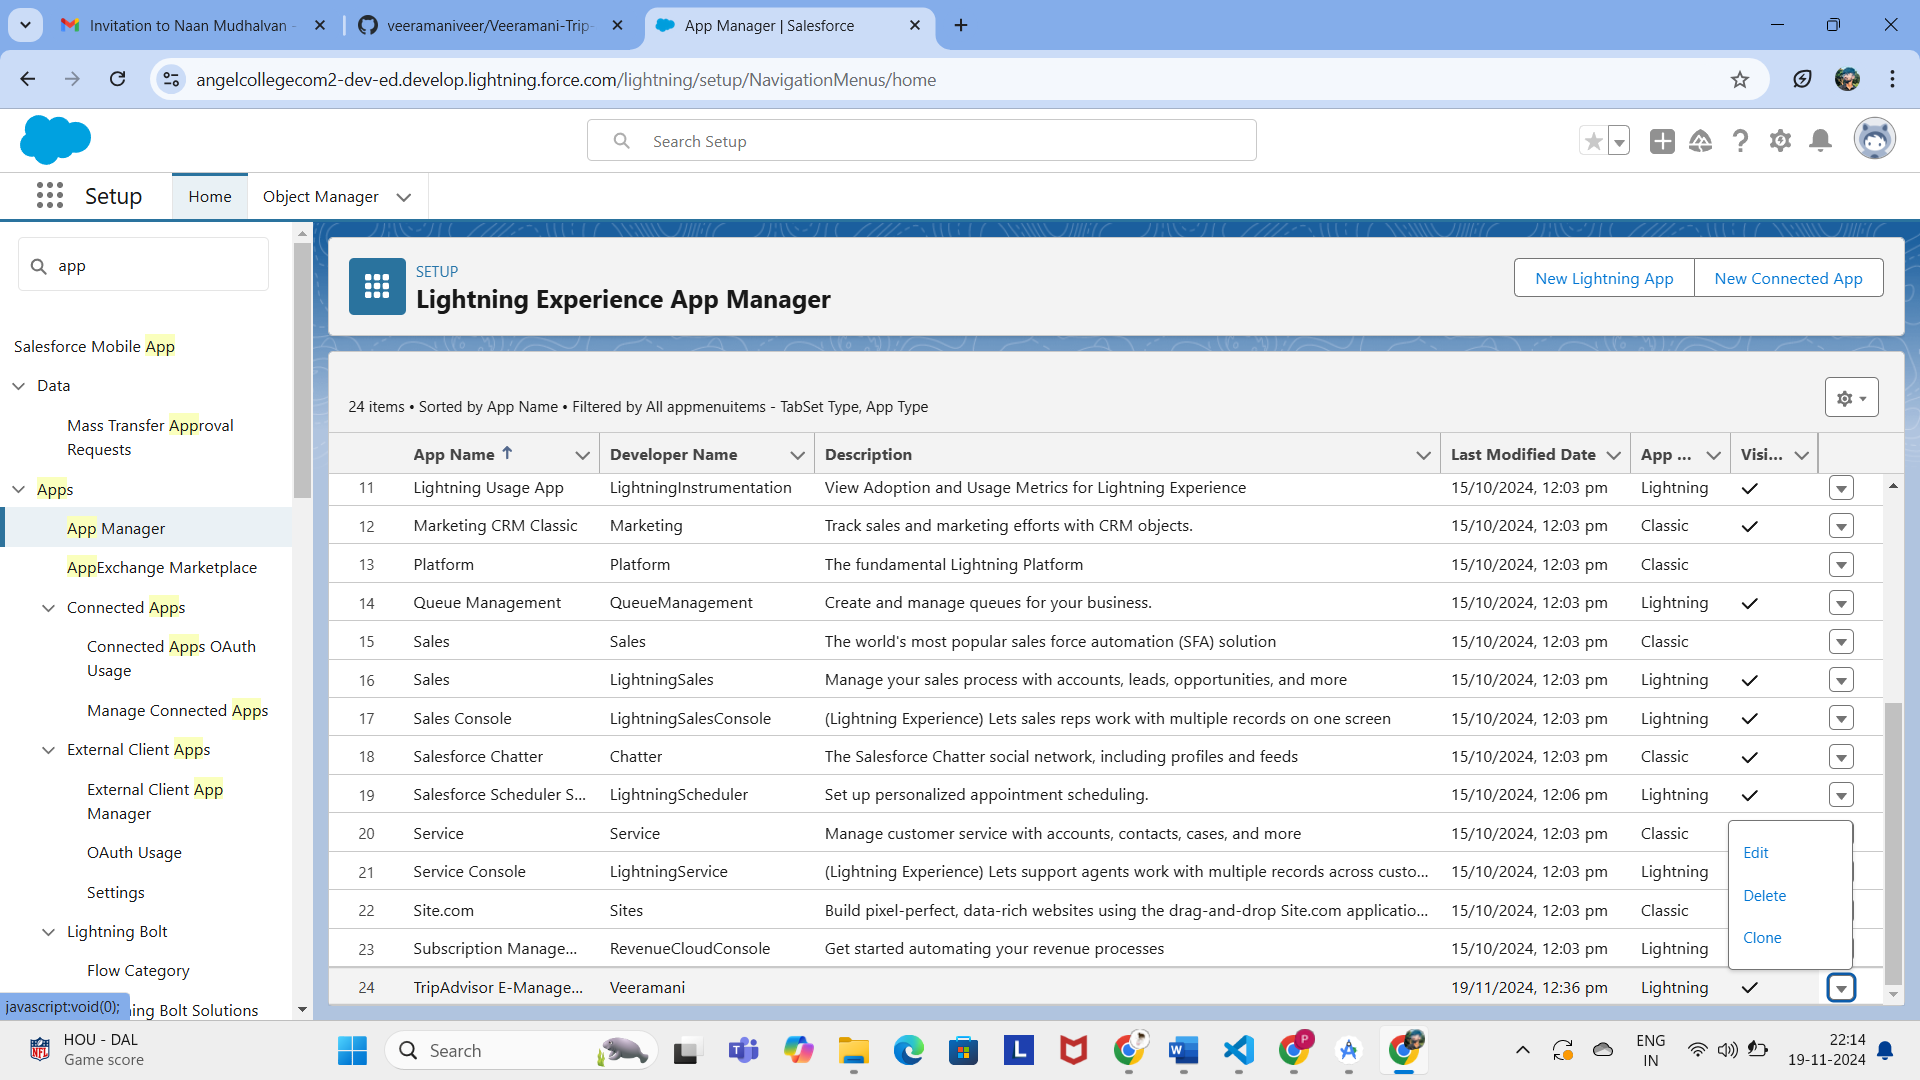 Invitation to Naan Mudhalvan -
veeramaniveer/Veeramani-Trip-
App Manager | Salesforce
angelcollegecom2-dev-ed.develop.lightning.force.com/lightning/setup/NavigationMenus/home
Search Setup
Setup
Home
Object Manager
app
Salesforce Mobile App
Data
Mass Transfer Approval
Requests
Apps
App Manager
AppExchange Marketplace
Connected Apps
Connected Apps OAuth
Usage
Manage Connected Apps
External Client Apps
External Client App
Manager
OAuth Usage
Settings
Lightning Bolt
Flow Category
ning Bolt Solutions
javascript:void(0);
SETUP
Lightning Experience App Manager
New Lightning App
New Connected App
24 items • Sorted by App Name • Filtered by All appmenuitems - TabSet Type, App Type
App Name Developer Name Description Last Modified Date App ... Visi...
11 Lightning Usage App LightningInstrumentation View Adoption and Usage Metrics for Lightning Experience 15/10/2024, 12:03 pm Lightning
12 Marketing CRM Classic Marketing Track sales and marketing efforts with CRM objects. 15/10/2024, 12:03 pm Classic
13 Platform Platform The fundamental Lightning Platform 15/10/2024, 12:03 pm Classic
14 Queue Management QueueManagement Create and manage queues for your business. 15/10/2024, 12:03 pm Lightning
15 Sales Sales The world's most popular sales force automation (SFA) solution 15/10/2024, 12:03 pm Classic
16 Sales LightningSales Manage your sales process with accounts, leads, opportunities, and more 15/10/2024, 12:03 pm Lightning
17 Sales Console LightningSalesConsole (Lightning Experience) Lets sales reps work with multiple records on one screen 15/10/2024, 12:03 pm Lightning
18 Salesforce Chatter Chatter The Salesforce Chatter social network, including profiles and feeds 15/10/2024, 12:03 pm Classic
19 Salesforce Scheduler S... LightningScheduler Set up personalized appointment scheduling. 15/10/2024, 12:06 pm Lightning
20 Service Service Manage customer service with accounts, contacts, cases, and more 15/10/2024, 12:03 pm Classic
21 Service Console LightningService (Lightning Experience) Lets support agents work with multiple records across custo... 15/10/2024, 12:03 pm Lightning
22 Site.com Sites Build pixel-perfect, data-rich websites using the drag-and-drop Site.com applicatio... 15/10/2024, 12:03 pm Classic
23 Subscription Manage... RevenueCloudConsole Get started automating your revenue processes 15/10/2024, 12:03 pm Lightning
24 TripAdvisor E-Manage... Veeramani 19/11/2024, 12:36 pm Lightning
Edit
Delete
Clone
HOU - DAL
Game score
Search
ENG
IN
22:14
19-11-2024